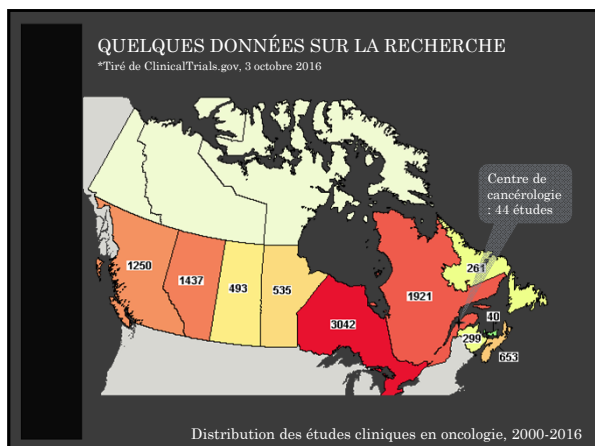 QUELQUES DONNÉES SUR LA RECHERCHE
*Tiré de ClinicalTrials.gov, 3 octobre 2016
Centre de
cancérologie
: 44 études
1250
1437
493
535
3042
1921
261
40
299
653
Distribution des études cliniques en oncologie, 2000-2016